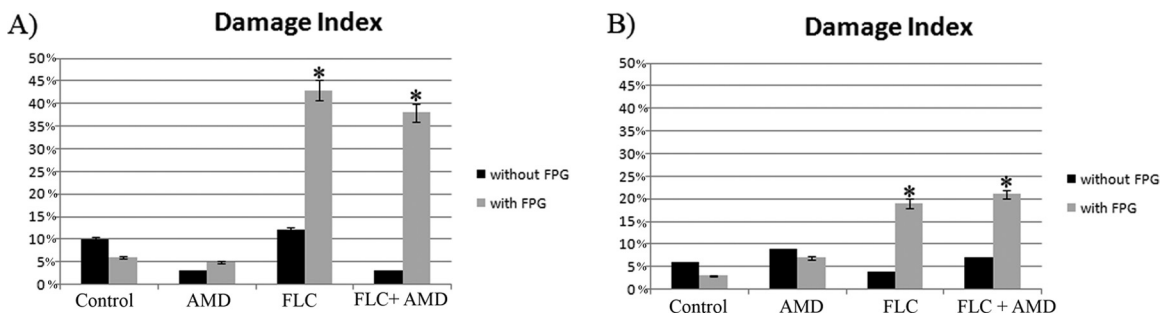 A)
Damage Index
50%
45%
40%
35%
30%
25%
20%
15%
10%
5%
0%
*
*
Control
AMD
FLC
FLC+ AMD
without FPG
with FPG
B)
Damage Index
50%
45%
40%
35%
30%
25%
20%
15%
10%
5%
0%
*
*
Control
AMD
FLC
FLC + AMD
without FPG
with FPG